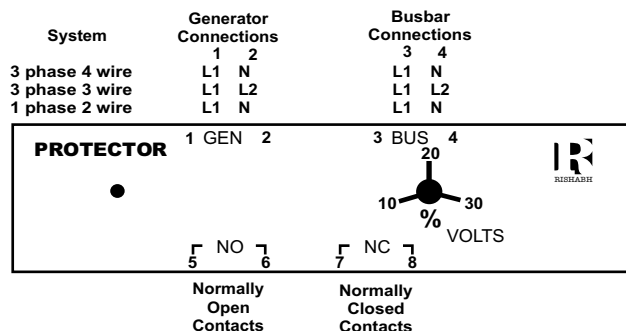 System Generator Connections Busbar Connections
1 2 3 4
3 phase 4 wire L1 N L1 N
3 phase 3 wire L1 L2 L1 L2
1 phase 2 wire L1 N L1 N
PROTECTOR 1 GEN 2 3 BUS 4
20
RISHABH
10 30
%
VOLTS
NO NC
5 6 7 8
Normally Open Contacts Normally Closed Contacts